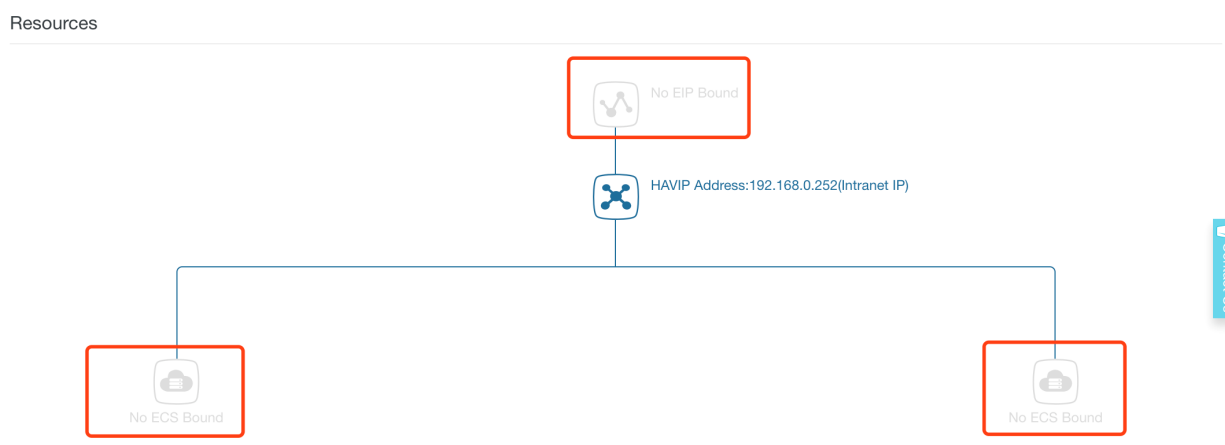 Resources
No EIP Bound
HAVIP Address:192.168.0.252(Intranet IP)
No ECS Bound
No ECS Bound